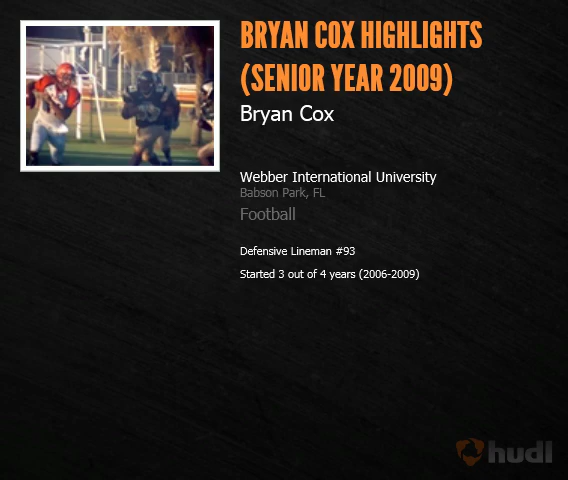 BRYAN COX HIGHLIGHTS
(SENIOR YEAR 2009)
Bryan Cox
Webber International University
Babson Park, FL
Football
Defensive Lineman #93
Started 3 out of 4 years (2006-2009)
hudl